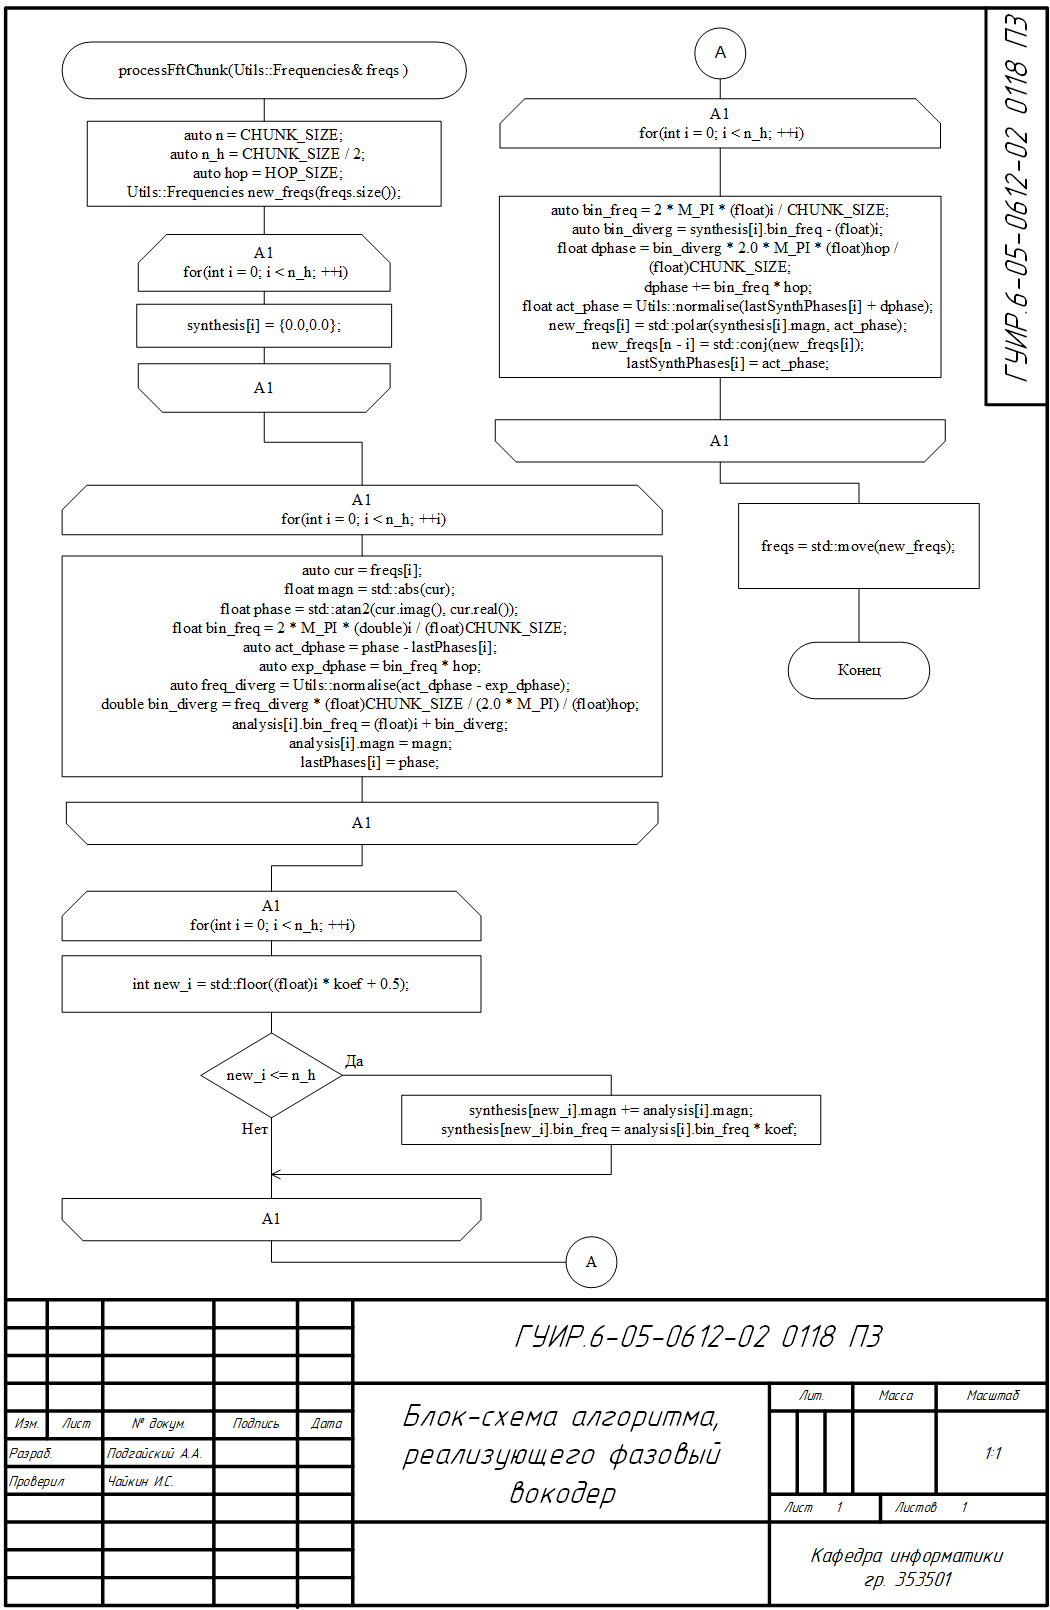 processFftChunk(Utils::Frequencies& freqs )
auto n = CHUNK_SIZE;
auto n_h = CHUNK_SIZE / 2;
auto hop = HOP_SIZE;
Utils::Frequencies new_freqs(freqs.size());
A1
for(int i = 0; i < n_h; ++i)
synthesis[i] = {0.0,0.0};
A1
A1
for(int i = 0; i < n_h; ++i)
auto cur = freqs[i];
float magn = std::abs(cur);
float phase = std::atan2(cur.imag(), cur.real());
float bin_freq = 2 * M_PI * (double)i / (float)CHUNK_SIZE;
auto act_dphase = phase - lastPhases[i];
auto exp_dphase = bin_freq * hop;
auto freq_diverg = Utils::normalise(act_dphase - exp_dphase);
double bin_diverg = freq_diverg * (float)CHUNK_SIZE / (2.0 * M_PI) / (float)hop;
analysis[i].bin_freq = (float)i + bin_diverg;
analysis[i].magn = magn;
lastPhases[i] = phase;
A1
A1
for(int i = 0; i < n_h; ++i)
int new_i = std::floor((float)i * koef + 0.5);
new_i <= n_h
Да
Нет
synthesis[new_i].magn += analysis[i].magn;
synthesis[new_i].bin_freq = analysis[i].bin_freq * koef;
A1
A
A
A1
for(int i = 0; i < n_h; ++i)
auto bin_freq = 2 * M_PI * (float)i / CHUNK_SIZE;
auto bin_diverg = synthesis[i].bin_freq - (float)i;
float dphase = bin_diverg * 2.0 * M_PI * (float)hop /
(float)CHUNK_SIZE;
dphase += bin_freq * hop;
float act_phase = Utils::normalise(lastSynthPhases[i] + dphase);
new_freqs[i] = std::polar(synthesis[i].magn, act_phase);
new_freqs[n - i] = std::conj(new_freqs[i]);
lastSynthPhases[i] = act_phase;
A1
freqs = std::move(new_freqs);
Конец
ГУИР.6-05-0612-02 0118 ПЗ
ГУИР.6-05-0612-02 0118 ПЗ
Изм. Лист № докум. Подпись Дата
Разраб. Подгайский А.А.
Проверил Чайкин И.С.
Блок-схема алгоритма,
реализующего фазовый
вокодер
Лит. Масса Масштаб
1:1
Лист 1 Листов 1
Кафедра информатики
гр. 353501